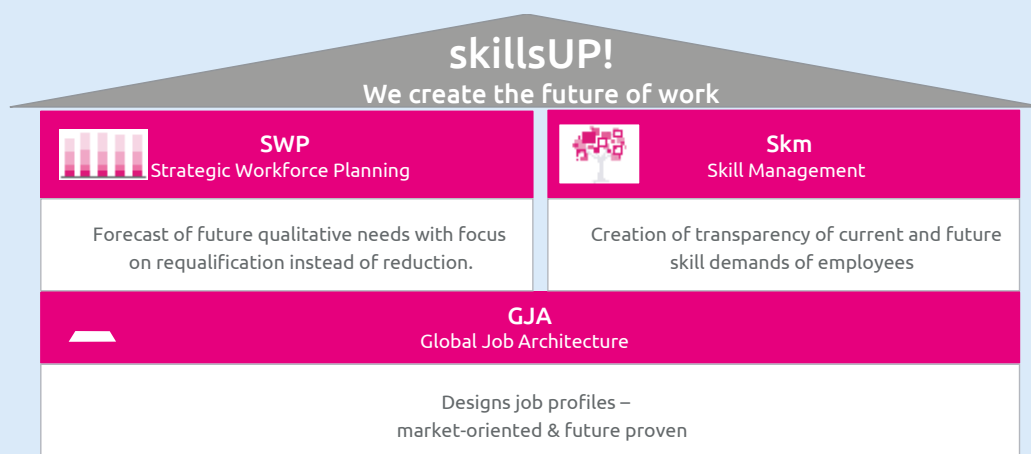 skillsUP!
We create the future of work
SWP
Strategic Workforce Planning
Skm
Skill Management
Forecast of future qualitative needs with focus
on requalification instead of reduction.
Creation of transparency of current and future
skill demands of employees
GJA
Global Job Architecture
Designs job profiles –
market-oriented & future proven